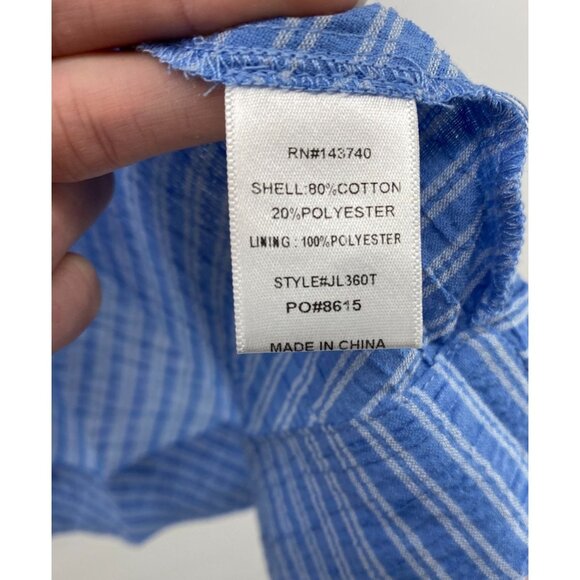 RN#143740
SHELL:80%COTTON
20%POLYESTER
LINING : 100%POLYESTER
STYLE#JL360T
PO#8615
MADE IN CHINA